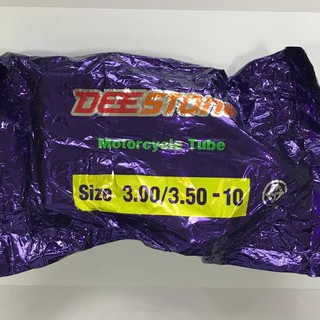 DEESTONE
Motorcycle Tube
Size 3.00/3.50-10